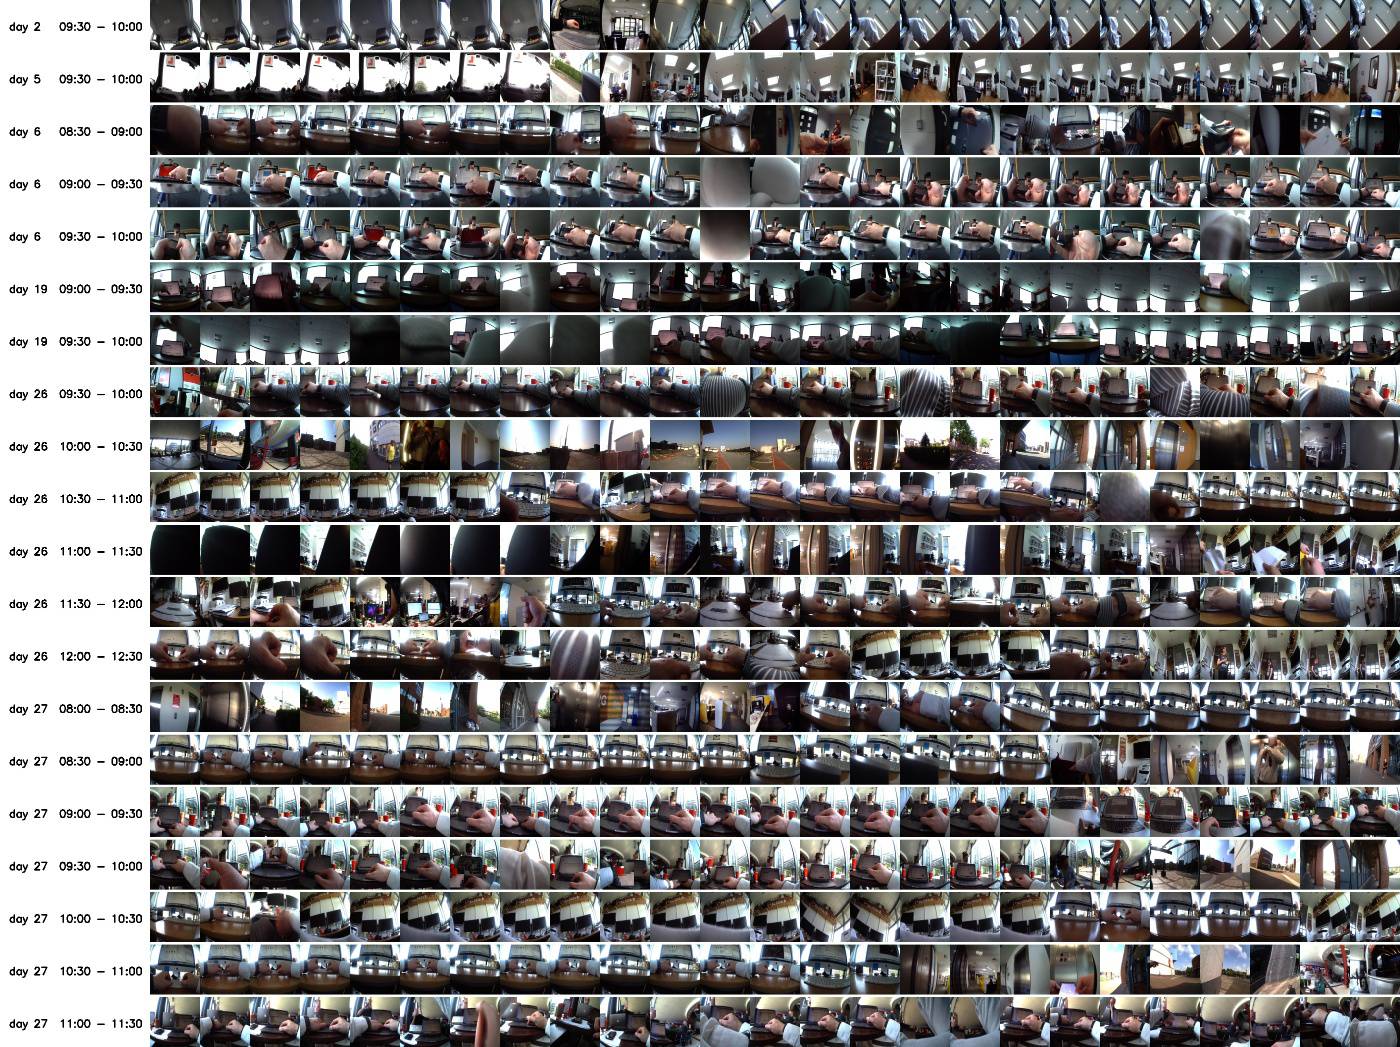 day 2 09:30 – 10:00
day 5 09:30 – 10:00
day 6 08:30 – 09:00
day 6 09:00 – 09:30
day 6 09:30 – 10:00
day 19 09:00 – 09:30
day 19 09:30 – 10:00
day 26 09:30 – 10:00
day 26 10:00 – 10:30
day 26 10:30 – 11:00
day 26 11:00 – 11:30
day 26 11:30 – 12:00
day 26 12:00 – 12:30
day 27 08:00 – 08:30
day 27 08:30 – 09:00
day 27 09:00 – 09:30
day 27 09:30 – 10:00
day 27 10:00 – 10:30
day 27 10:30 – 11:00
day 27 11:00 – 11:30